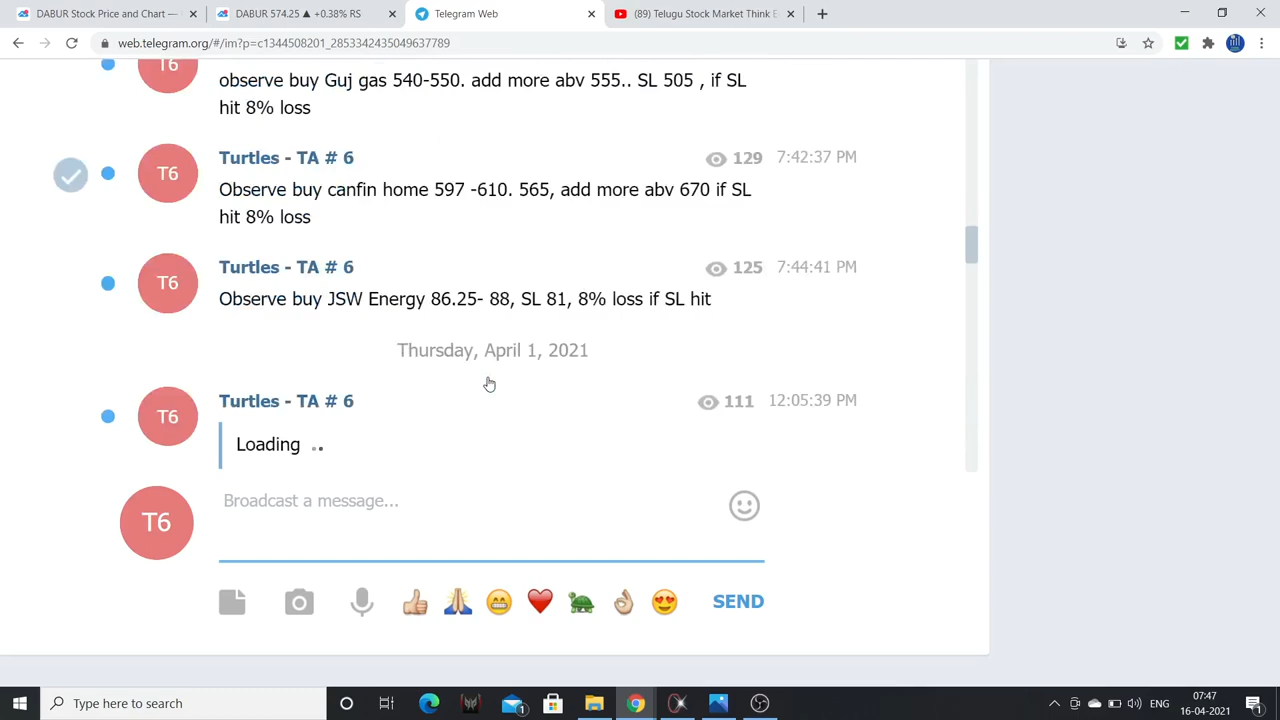 DABUR Stock Price and Chart —
DABUR 574.25 ▲ +0.38% RS
Telegram Web
(89) Telugu Stock Market Think E
web.telegram.org/#/im?p=c1344508201_2853342435049637789
T6
observe buy Guj gas 540-550. add more abv 555.. SL 505 , if SL
hit 8% loss
Turtles - TA # 6
129
7:42:37 PM
T6
Observe buy canfin home 597 -610. 565, add more abv 670 if SL
hit 8% loss
Turtles - TA # 6
125
7:44:41 PM
T6
Observe buy JSW Energy 86.25- 88, SL 81, 8% loss if SL hit
Thursday, April 1, 2021
Turtles - TA # 6
111
12:05:39 PM
T6
Loading ..
T6
Broadcast a message...
SEND
Type here to search
1
07:47
ENG
16-04-2021
1